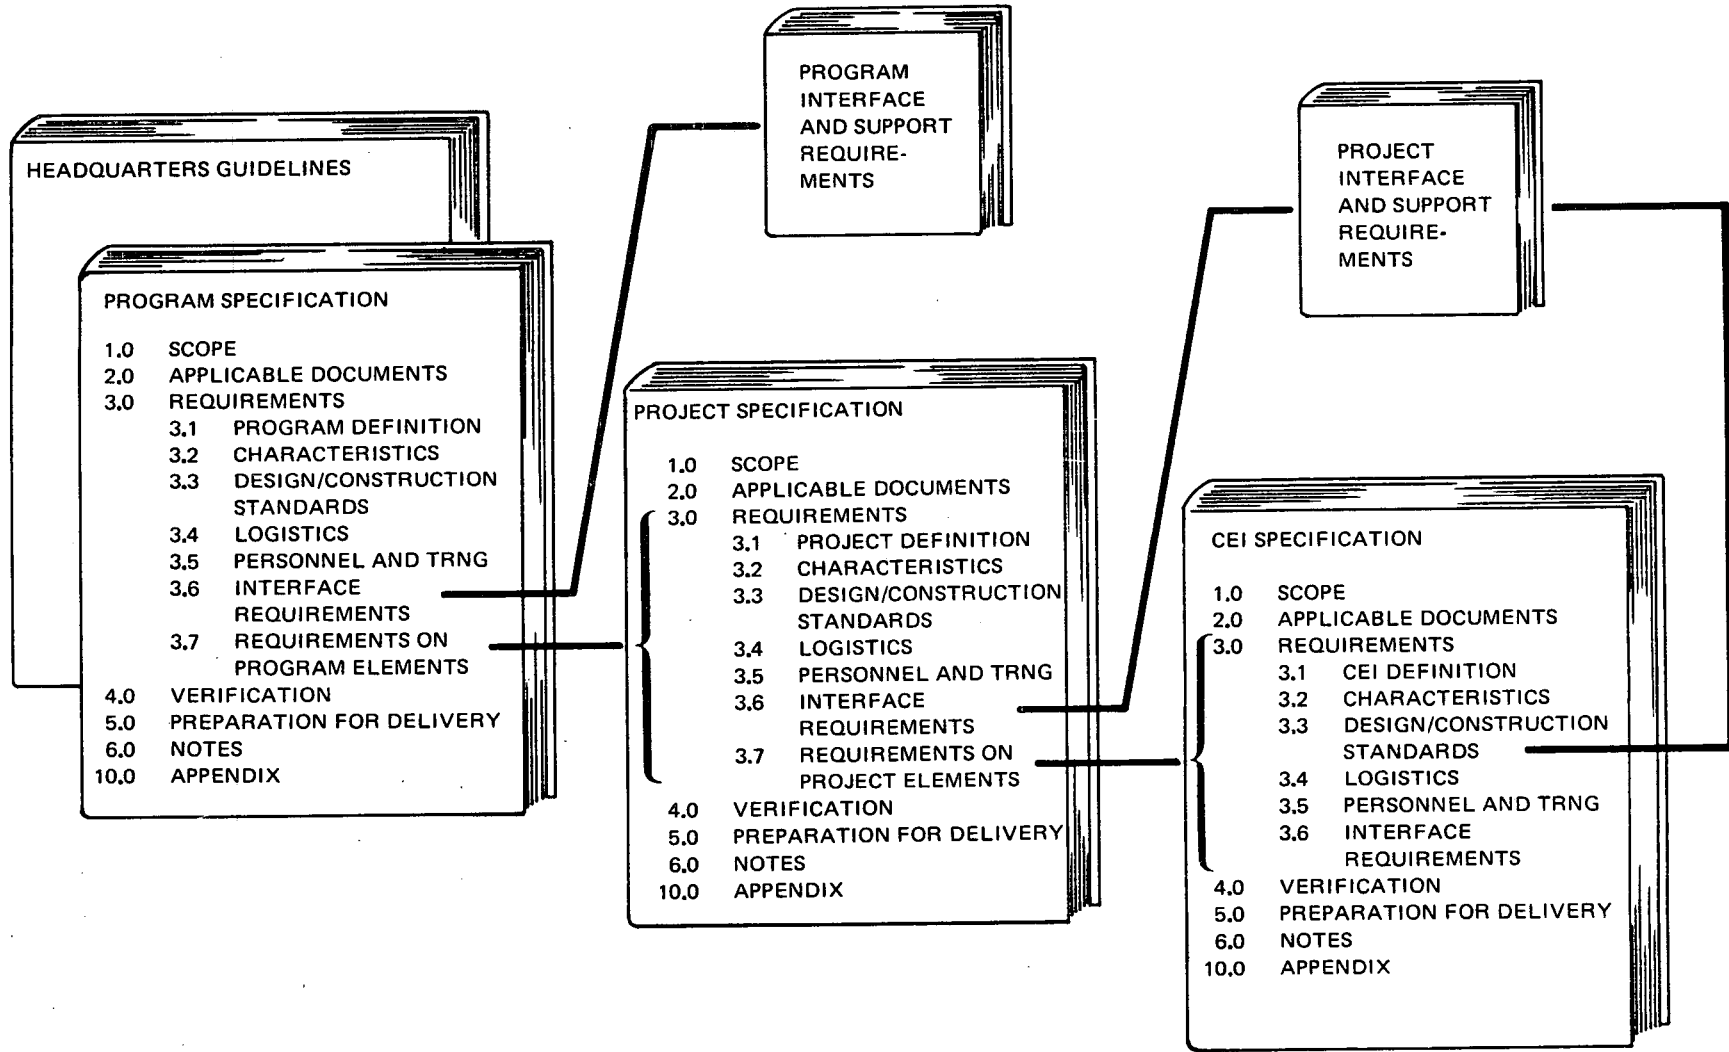 HEADQUARTERS GUIDELINES
PROGRAM SPECIFICATION
1.0 SCOPE
2.0 APPLICABLE DOCUMENTS
3.0 REQUIREMENTS
3.1 PROGRAM DEFINITION
3.2 CHARACTERISTICS
3.3 DESIGN/CONSTRUCTION
STANDARDS
3.4 LOGISTICS
3.5 PERSONNEL AND TRNG
3.6 INTERFACE
REQUIREMENTS
3.7 REQUIREMENTS ON
PROGRAM ELEMENTS
4.0 VERIFICATION
5.0 PREPARATION FOR DELIVERY
6.0 NOTES
10.0 APPENDIX
PROGRAM
INTERFACE
AND SUPPORT
REQUIRE-
MENTS
PROJECT SPECIFICATION
1.0 SCOPE
2.0 APPLICABLE DOCUMENTS
3.0 REQUIREMENTS
3.1 PROJECT DEFINITION
3.2 CHARACTERISTICS
3.3 DESIGN/CONSTRUCTION
STANDARDS
3.4 LOGISTICS
3.5 PERSONNEL AND TRNG
3.6 INTERFACE
REQUIREMENTS
3.7 REQUIREMENTS ON
PROJECT ELEMENTS
4.0 VERIFICATION
5.0 PREPARATION FOR DELIVERY
6.0 NOTES
10.0 APPENDIX
PROJECT
INTERFACE
AND SUPPORT
REQUIRE-
MENTS
CEI SPECIFICATION
1.0 SCOPE
2.0 APPLICABLE DOCUMENTS
3.0 REQUIREMENTS
3.1 CEI DEFINITION
3.2 CHARACTERISTICS
3.3 DESIGN/CONSTRUCTION
STANDARDS
3.4 LOGISTICS
3.5 PERSONNEL AND TRNG
3.6 INTERFACE
REQUIREMENTS
4.0 VERIFICATION
5.0 PREPARATION FOR DELIVERY
6.0 NOTES
10.0 APPENDIX